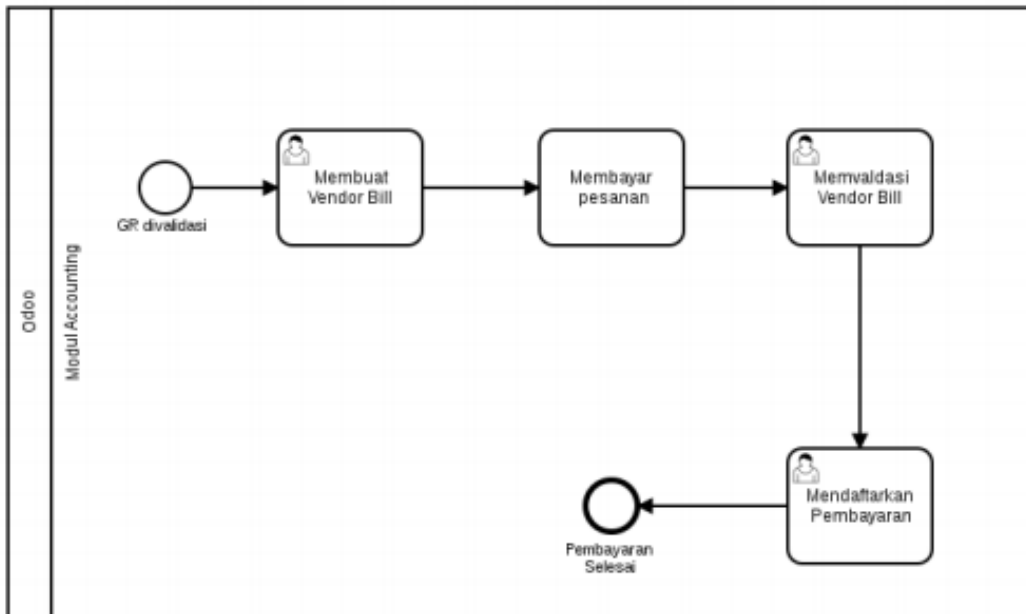 Odoo
Modul Accounting
GR divalidasi
Membuat
Vendor Bill
Membayar
pesanan
Memvaldasi
Vendor Bill
Mendaftarkan
Pembayaran
Pembayaran
Selesai